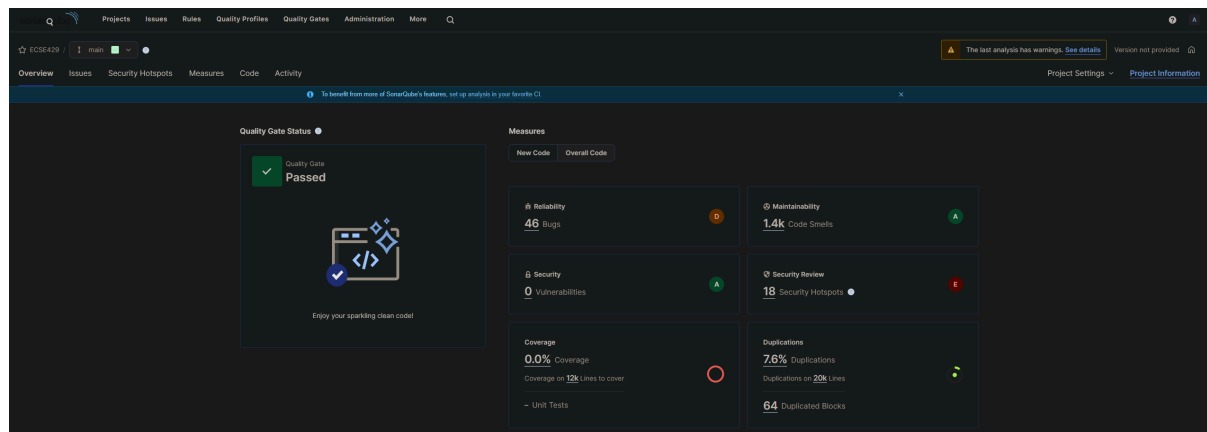 Projects Issues Rules Quality Profiles Quality Gates Administration More
A
ECSE429 / main
The last analysis has warnings. See details Version not provided
Overview Issues Security Hotspots Measures Code Activity
Project Settings Project Information
To benefit from more of SonarQube's features, set up analysis in your favorite CI.
Quality Gate Status
Quality Gate
Passed
</>
Enjoy your sparkling clean code!
Measures
New Code Overall Code
Reliability
46 Bugs
D
Maintainability
1.4k Code Smells
A
Security
0 Vulnerabilities
A
Security Review
18 Security Hotspots
E
Coverage
0.0% Coverage
Coverage on 12k Lines to cover
– Unit Tests
Duplications
7.6% Duplications
Duplications on 20k Lines
64 Duplicated Blocks